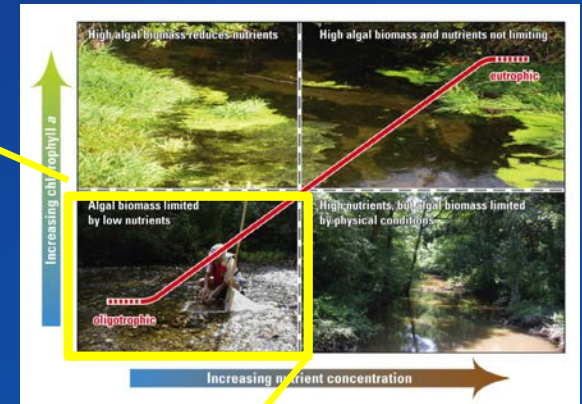 High algal biomass reduces nutrients
High algal biomass and nutrients not limiting
eutrophic
Increasing chlorophyll a
Algal biomass limited
by low nutrients
High nutrients, but algal biomass limited
by physical conditions
oligotrophic
Increasing nutrient concentration